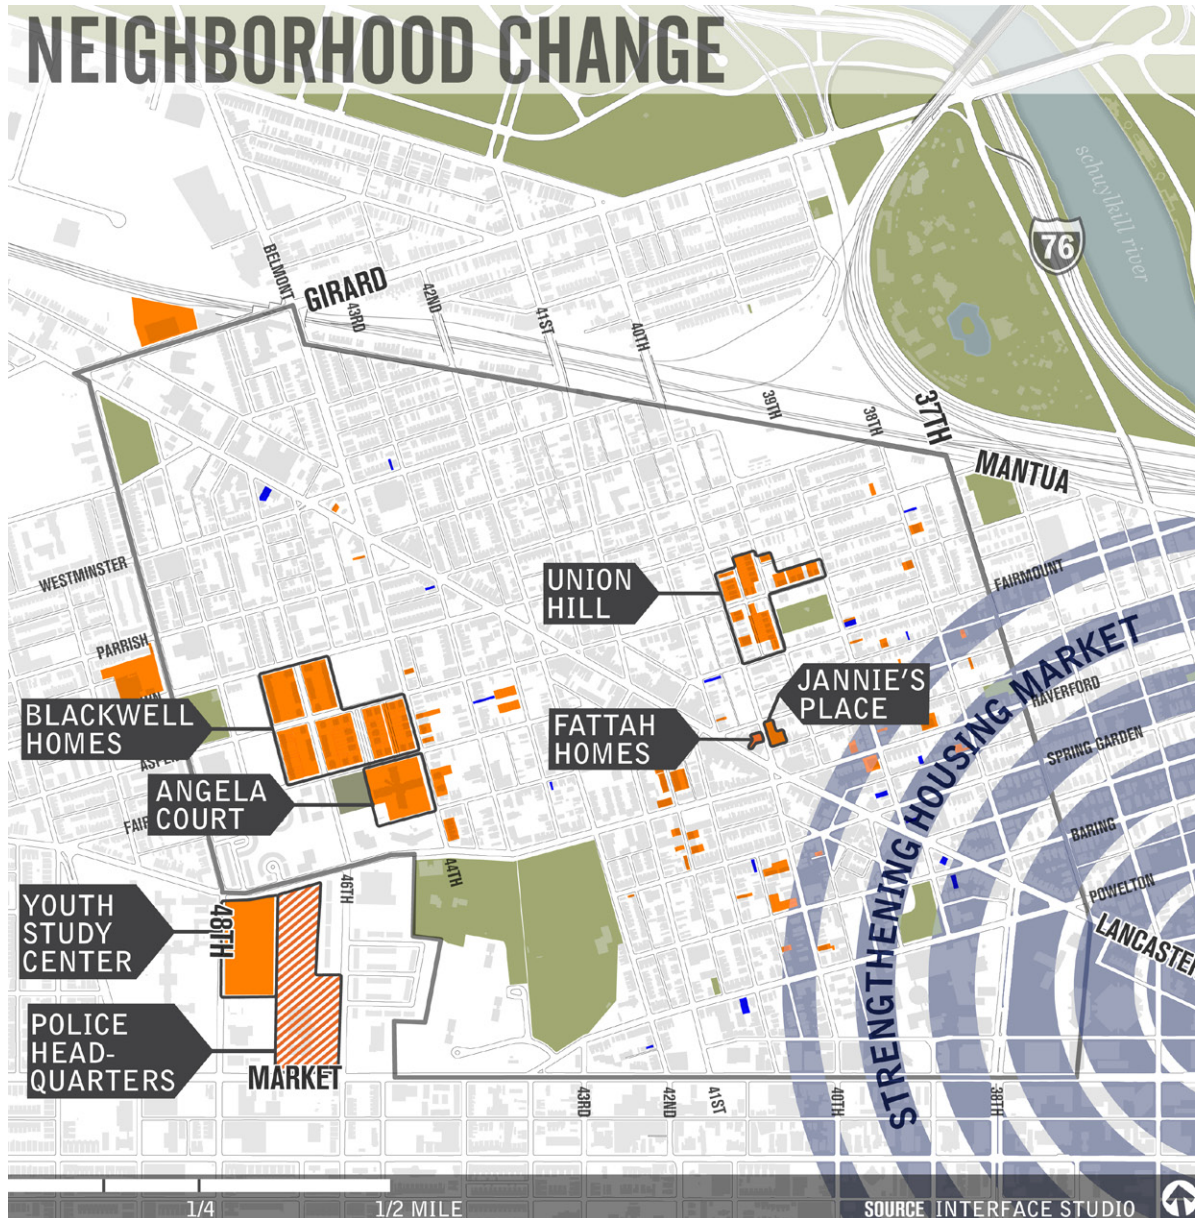 NEIGHBORHOOD CHANGE
schuylkill river
76
BELMONT
GIRARD
43RD
42ND
41ST
40TH
39TH
38TH
37TH
MANTUA
WESTMINSTER
UNION
HILL
FAIRMOUNT
PARRISH
JANNIE'S
PLACE
STRENGTHENING HOUSING MARKET
HAVERFORD
BLACKWELL
HOMES
FATTAH
HOMES
SPRING GARDEN
ANGELA
COURT
BARING
44TH
46TH
POWELTON
YOUTH
STUDY
CENTER
48TH
LANCASTER
POLICE
HEAD-
QUARTERS
MARKET
43RD
42ND
41ST
40TH
38TH
1/4
1/2 MILE
SOURCE INTERFACE STUDIO